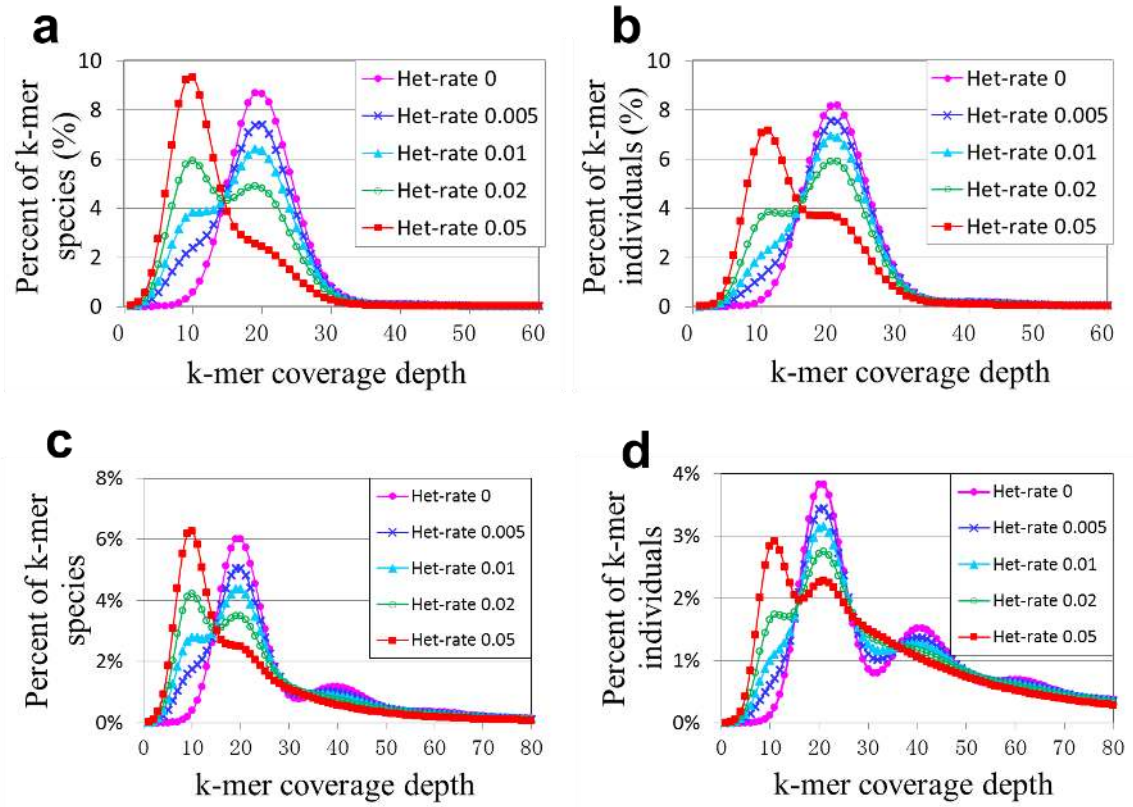 a
Percent of k-mer
species (%)
10
8
6
4
2
0
Het-rate 0
Het-rate 0.005
Het-rate 0.01
Het-rate 0.02
Het-rate 0.05
0 10 20 30 40 50 60
k-mer coverage depth
b
Percent of k-mer
individuals (%)
10
8
6
4
2
0
Het-rate 0
Het-rate 0.005
Het-rate 0.01
Het-rate 0.02
Het-rate 0.05
0 10 20 30 40 50 60
k-mer coverage depth
c
Percent of k-mer
species
8%
6%
4%
2%
0%
Het-rate 0
Het-rate 0.005
Het-rate 0.01
Het-rate 0.02
Het-rate 0.05
0 10 20 30 40 50 60 70 80
k-mer coverage depth
d
Percent of k-mer
individuals
4%
3%
2%
1%
0%
Het-rate 0
Het-rate 0.005
Het-rate 0.01
Het-rate 0.02
Het-rate 0.05
0 10 20 30 40 50 60 70 80
k-mer coverage depth